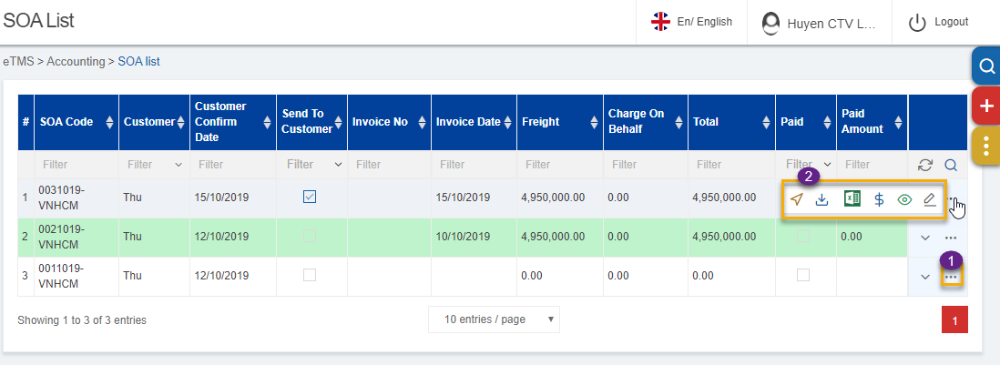 SOA List
En/ English
Huyen CTV L...
Logout
eTMS > Accounting > SOA list
# SOA Code Customer Customer Confirm Date Send To Customer Invoice No Invoice Date Freight Charge On Behalf Total Paid Paid Amount
Filter Filter Filter Filter Filter Filter Filter Filter Filter Filter Filter
2
1 0031019-VNHCM Thu 15/10/2019 15/10/2019 4,950,000.00 0.00 4,950,000.00
2 0021019-VNHCM Thu 12/10/2019 10/10/2019 4,950,000.00 0.00 4,950,000.00 0.00
1
3 0011019-VNHCM Thu 12/10/2019 0.00 0.00 0.00
Showing 1 to 3 of 3 entries
10 entries / page
1